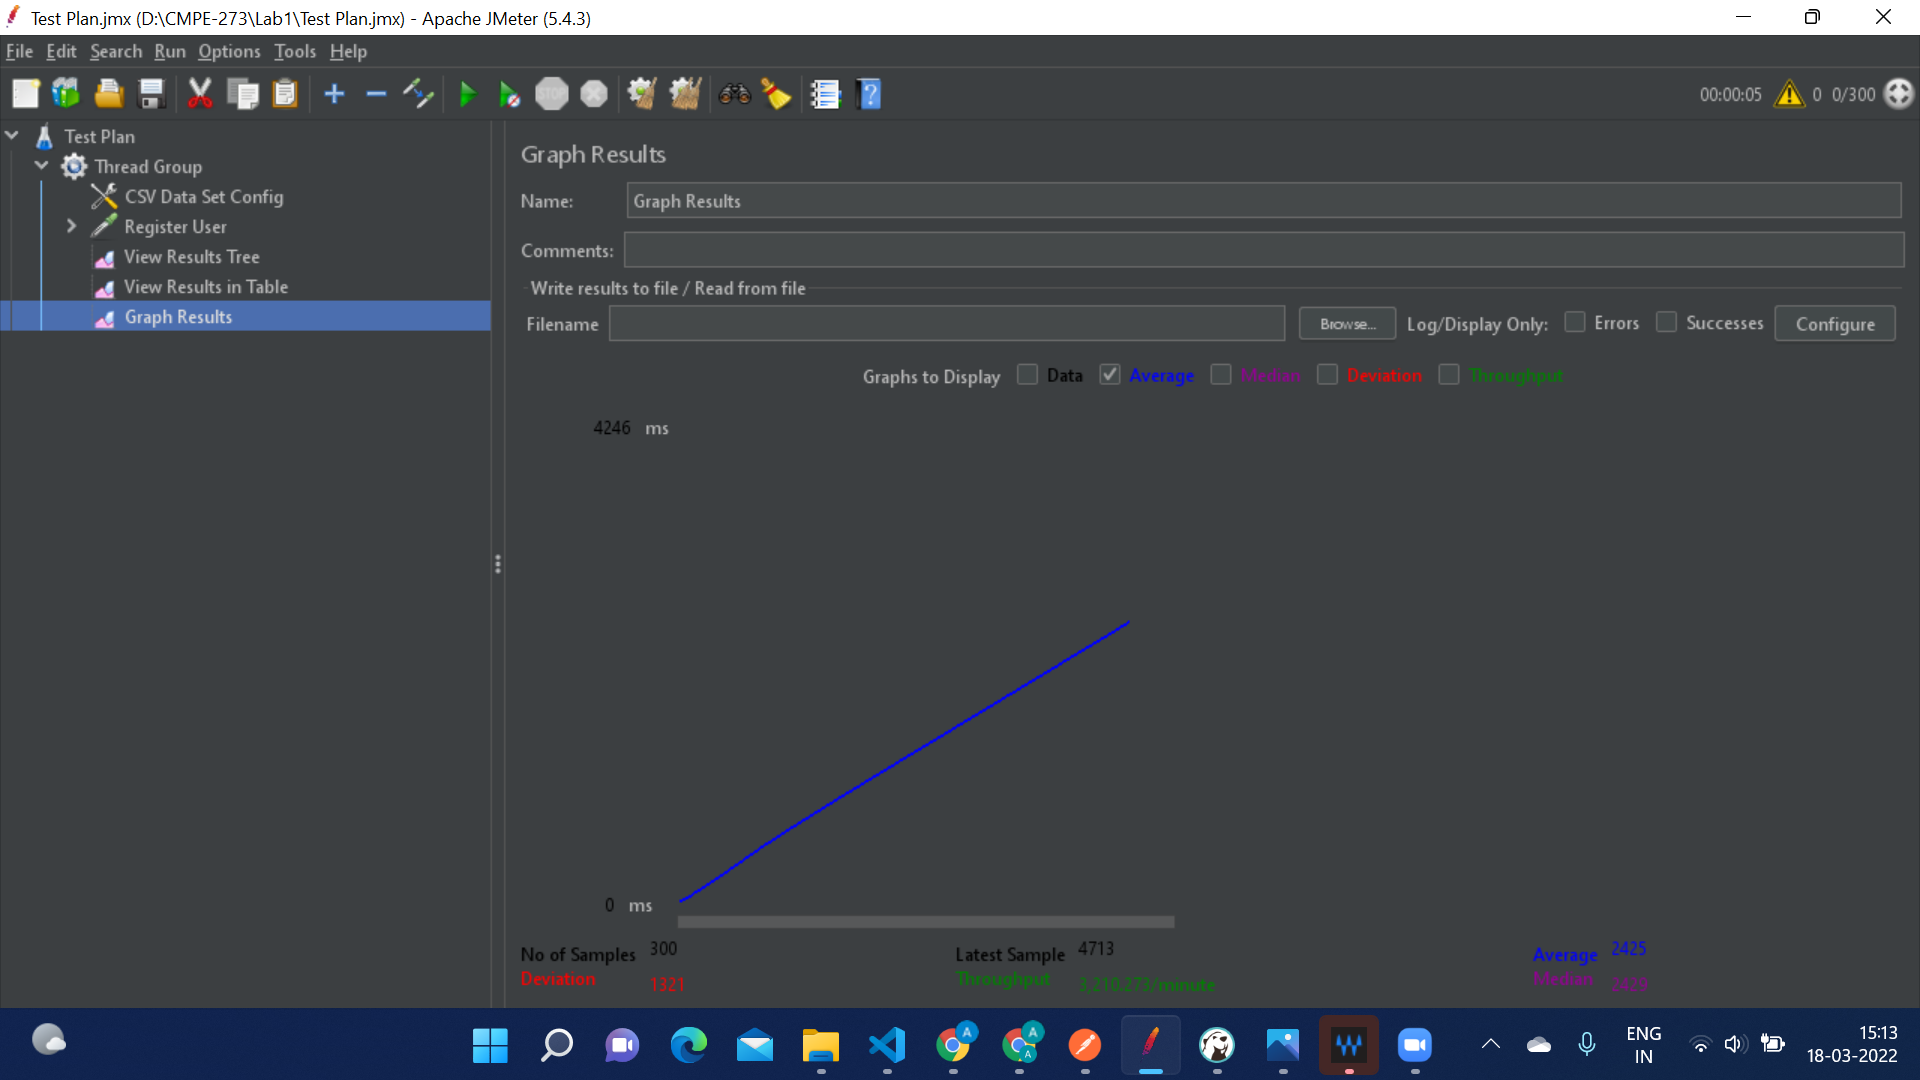 Test Plan.jmx (D:\CMPE-273\Lab1\Test Plan.jmx) - Apache JMeter (5.4.3)
File Edit Search Run Options Tools Help
STOP
00:00:05 0 0/300
Test Plan
Thread Group
CSV Data Set Config
Register User
View Results Tree
View Results in Table
Graph Results
Graph Results
Name: Graph Results
Comments:
Write results to file / Read from file
Filename Browse... Log/Display Only: Errors Successes Configure
Graphs to Display Data Average Median Deviation Throughput
4246 ms
0 ms
No of Samples 300 Latest Sample 4713 Average 2425
Deviation 1321 Throughput 3,210.273/minute Median 2429
A A A
ENG
IN
15:13
18-03-2022